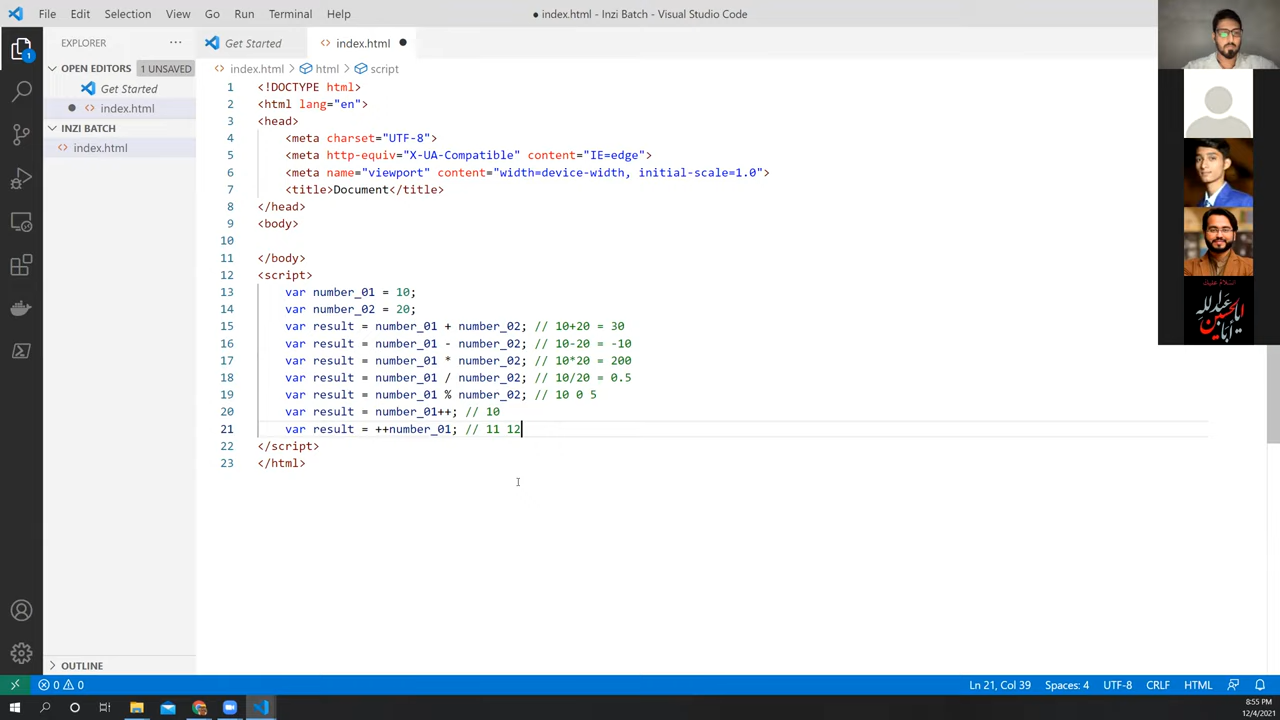 File Edit Selection View Go Run Terminal Help
● index.html - Inzi Batch - Visual Studio Code
EXPLORER ···
Get Started
<> index.html ●
OPEN EDITORS 1 UNSAVED
index.html > html > script
Get Started
● <> index.html
INZI BATCH
<> index.html
1 <!DOCTYPE html>
2 <html lang="en">
3 <head>
4 <meta charset="UTF-8">
5 <meta http-equiv="X-UA-Compatible" content="IE=edge">
6 <meta name="viewport" content="width=device-width, initial-scale=1.0">
7 <title>Document</title>
8 </head>
9 <body>
10
11 </body>
12 <script>
13 var number_01 = 10;
14 var number_02 = 20;
15 var result = number_01 + number_02; // 10+20 = 30
16 var result = number_01 - number_02; // 10-20 = -10
17 var result = number_01 * number_02; // 10*20 = 200
18 var result = number_01 / number_02; // 10/20 = 0.5
19 var result = number_01 % number_02; // 10 0 5
20 var result = number_01++; // 10
21 var result = ++number_01; // 11 12
22 </script>
23 </html>
OUTLINE
0 0
Ln 21, Col 39 Spaces: 4 UTF-8 CRLF HTML
8:55 PM
12/4/2021